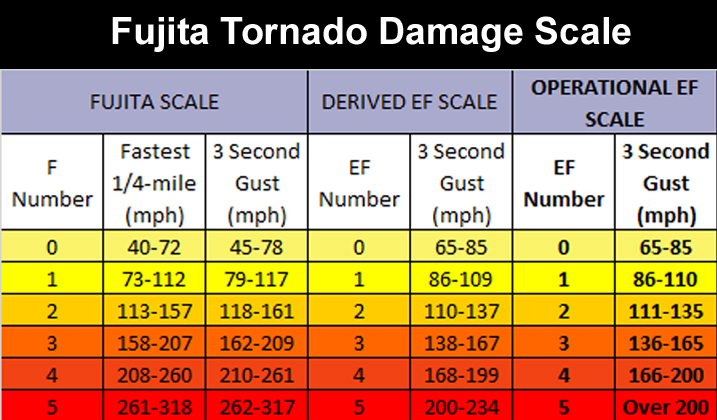 Fujita Tornado Damage Scale
FUJITA SCALE DERIVED EF SCALE OPERATIONAL EF
SCALE
F
Number
Fastest
1/4-mile
(mph)
3 Second
Gust
(mph)
EF
Number
3 Second
Gust
(mph)
EF
Number
3 Second
Gust
(mph)
0 40-72 45-78 0 65-85 0 65-85
1 73-112 79-117 1 86-109 1 86-110
2 113-157 118-161 2 110-137 2 111-135
3 158-207 162-209 3 138-167 3 136-165
4 208-260 210-261 4 168-199 4 166-200
5 261-318 262-317 5 200-234 5 Over 200